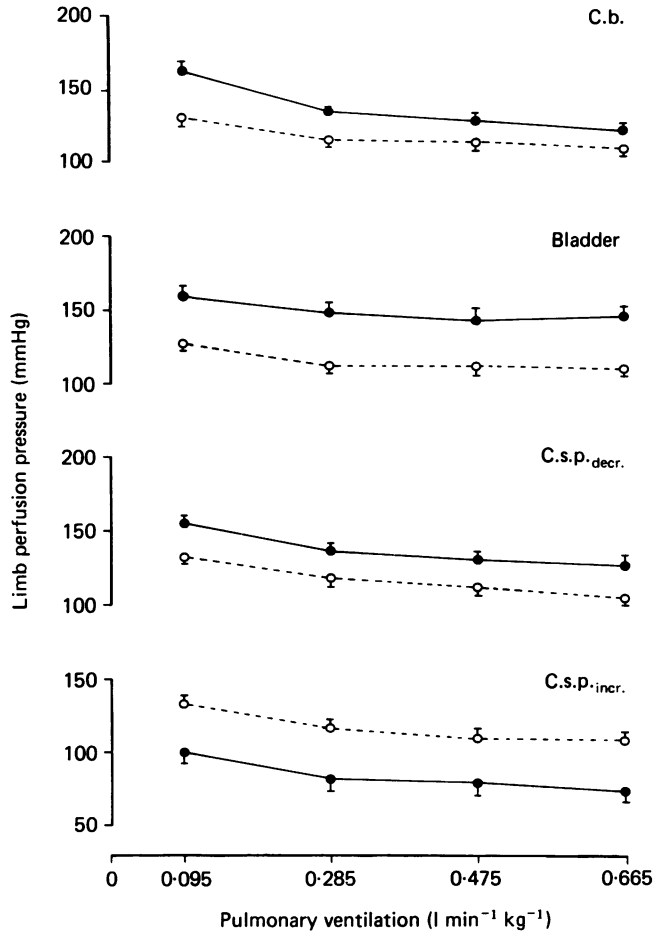 C.b.
200
150
100
Bladder
200
150
100
C.s.p.decr.
200
150
100
C.s.p.incr.
150
100
50
Limb perfusion pressure (mmHg)
0 0·095 0·285 0·475 0·665
Pulmonary ventilation (l min⁻¹ kg⁻¹)